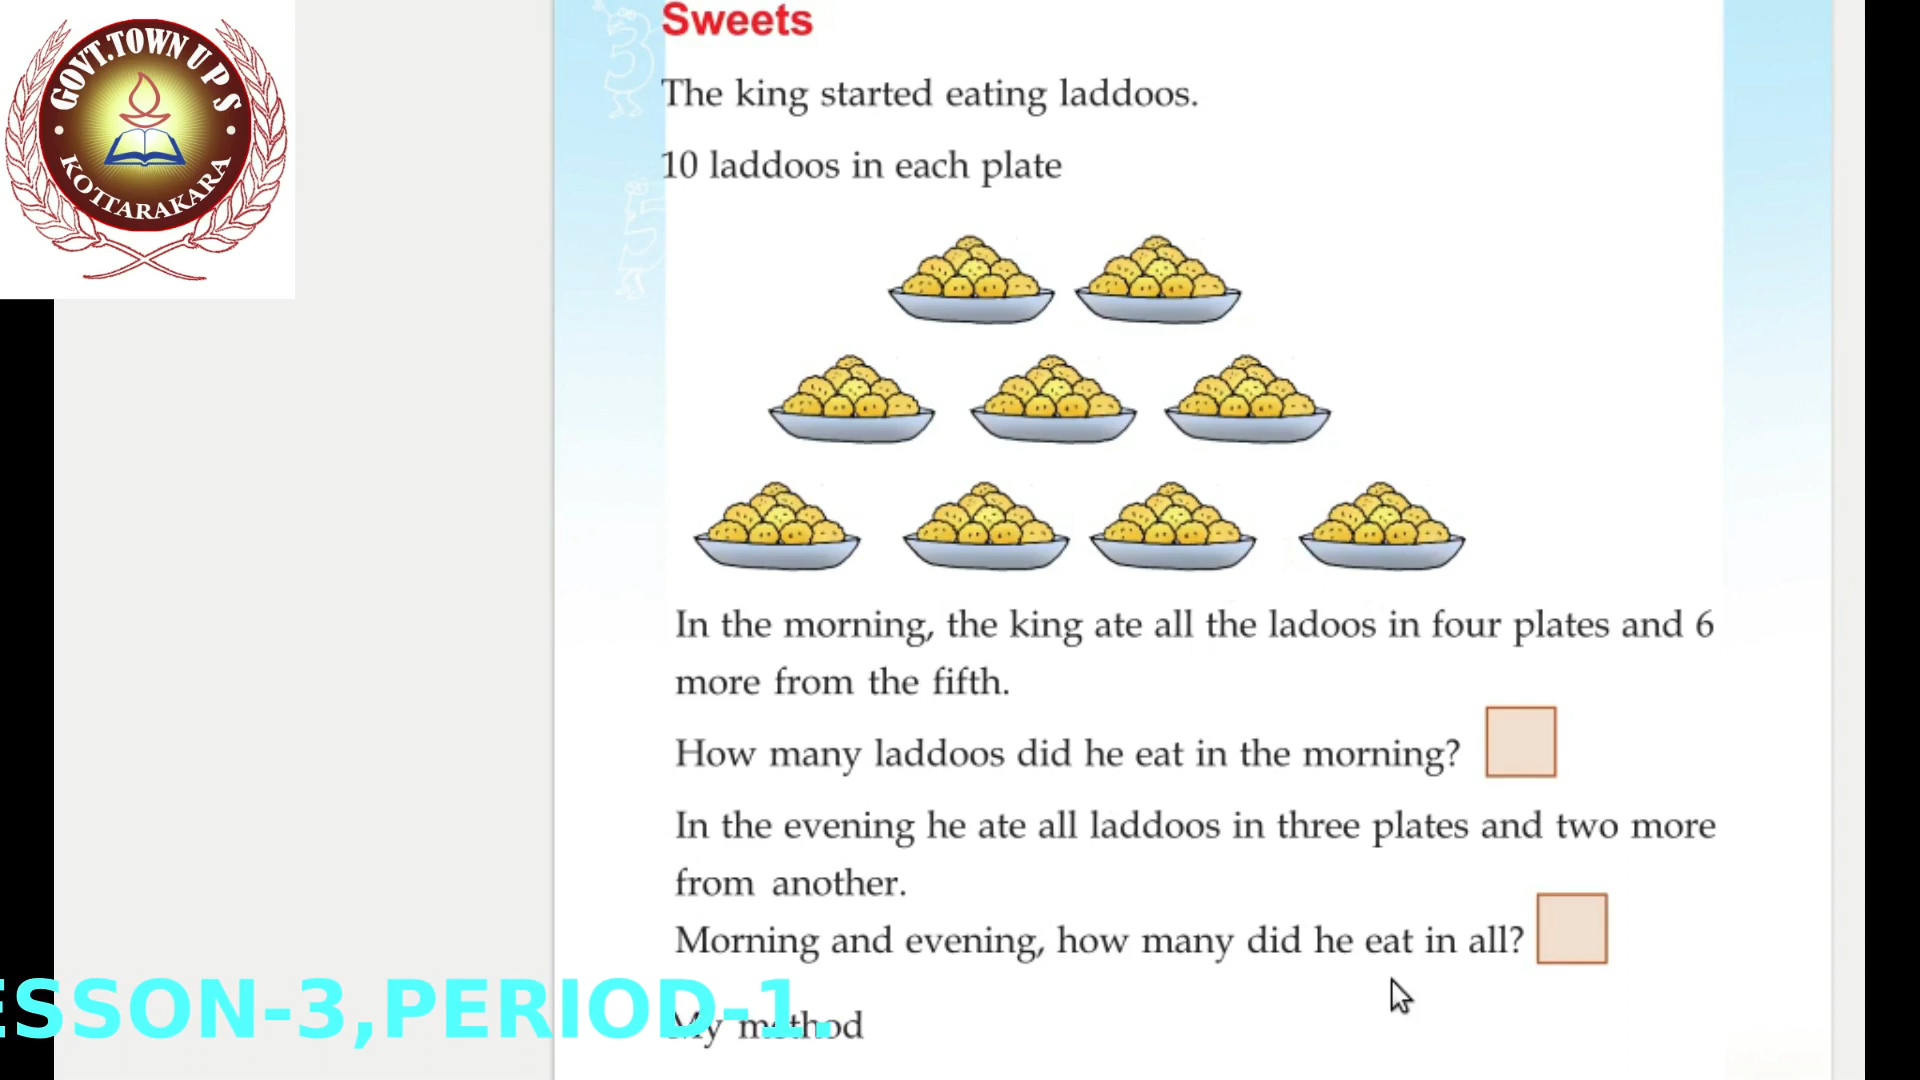 GOVT.TOWN U P S
KOTTARAKARA
Sweets
The king started eating laddoos.
10 laddoos in each plate
In the morning, the king ate all the ladoos in four plates and 6
more from the fifth.
How many laddoos did he eat in the morning?
In the evening he ate all laddoos in three plates and two more
from another.
Morning and evening, how many did he eat in all?
ESSON-3,PERIOD-1.
My method